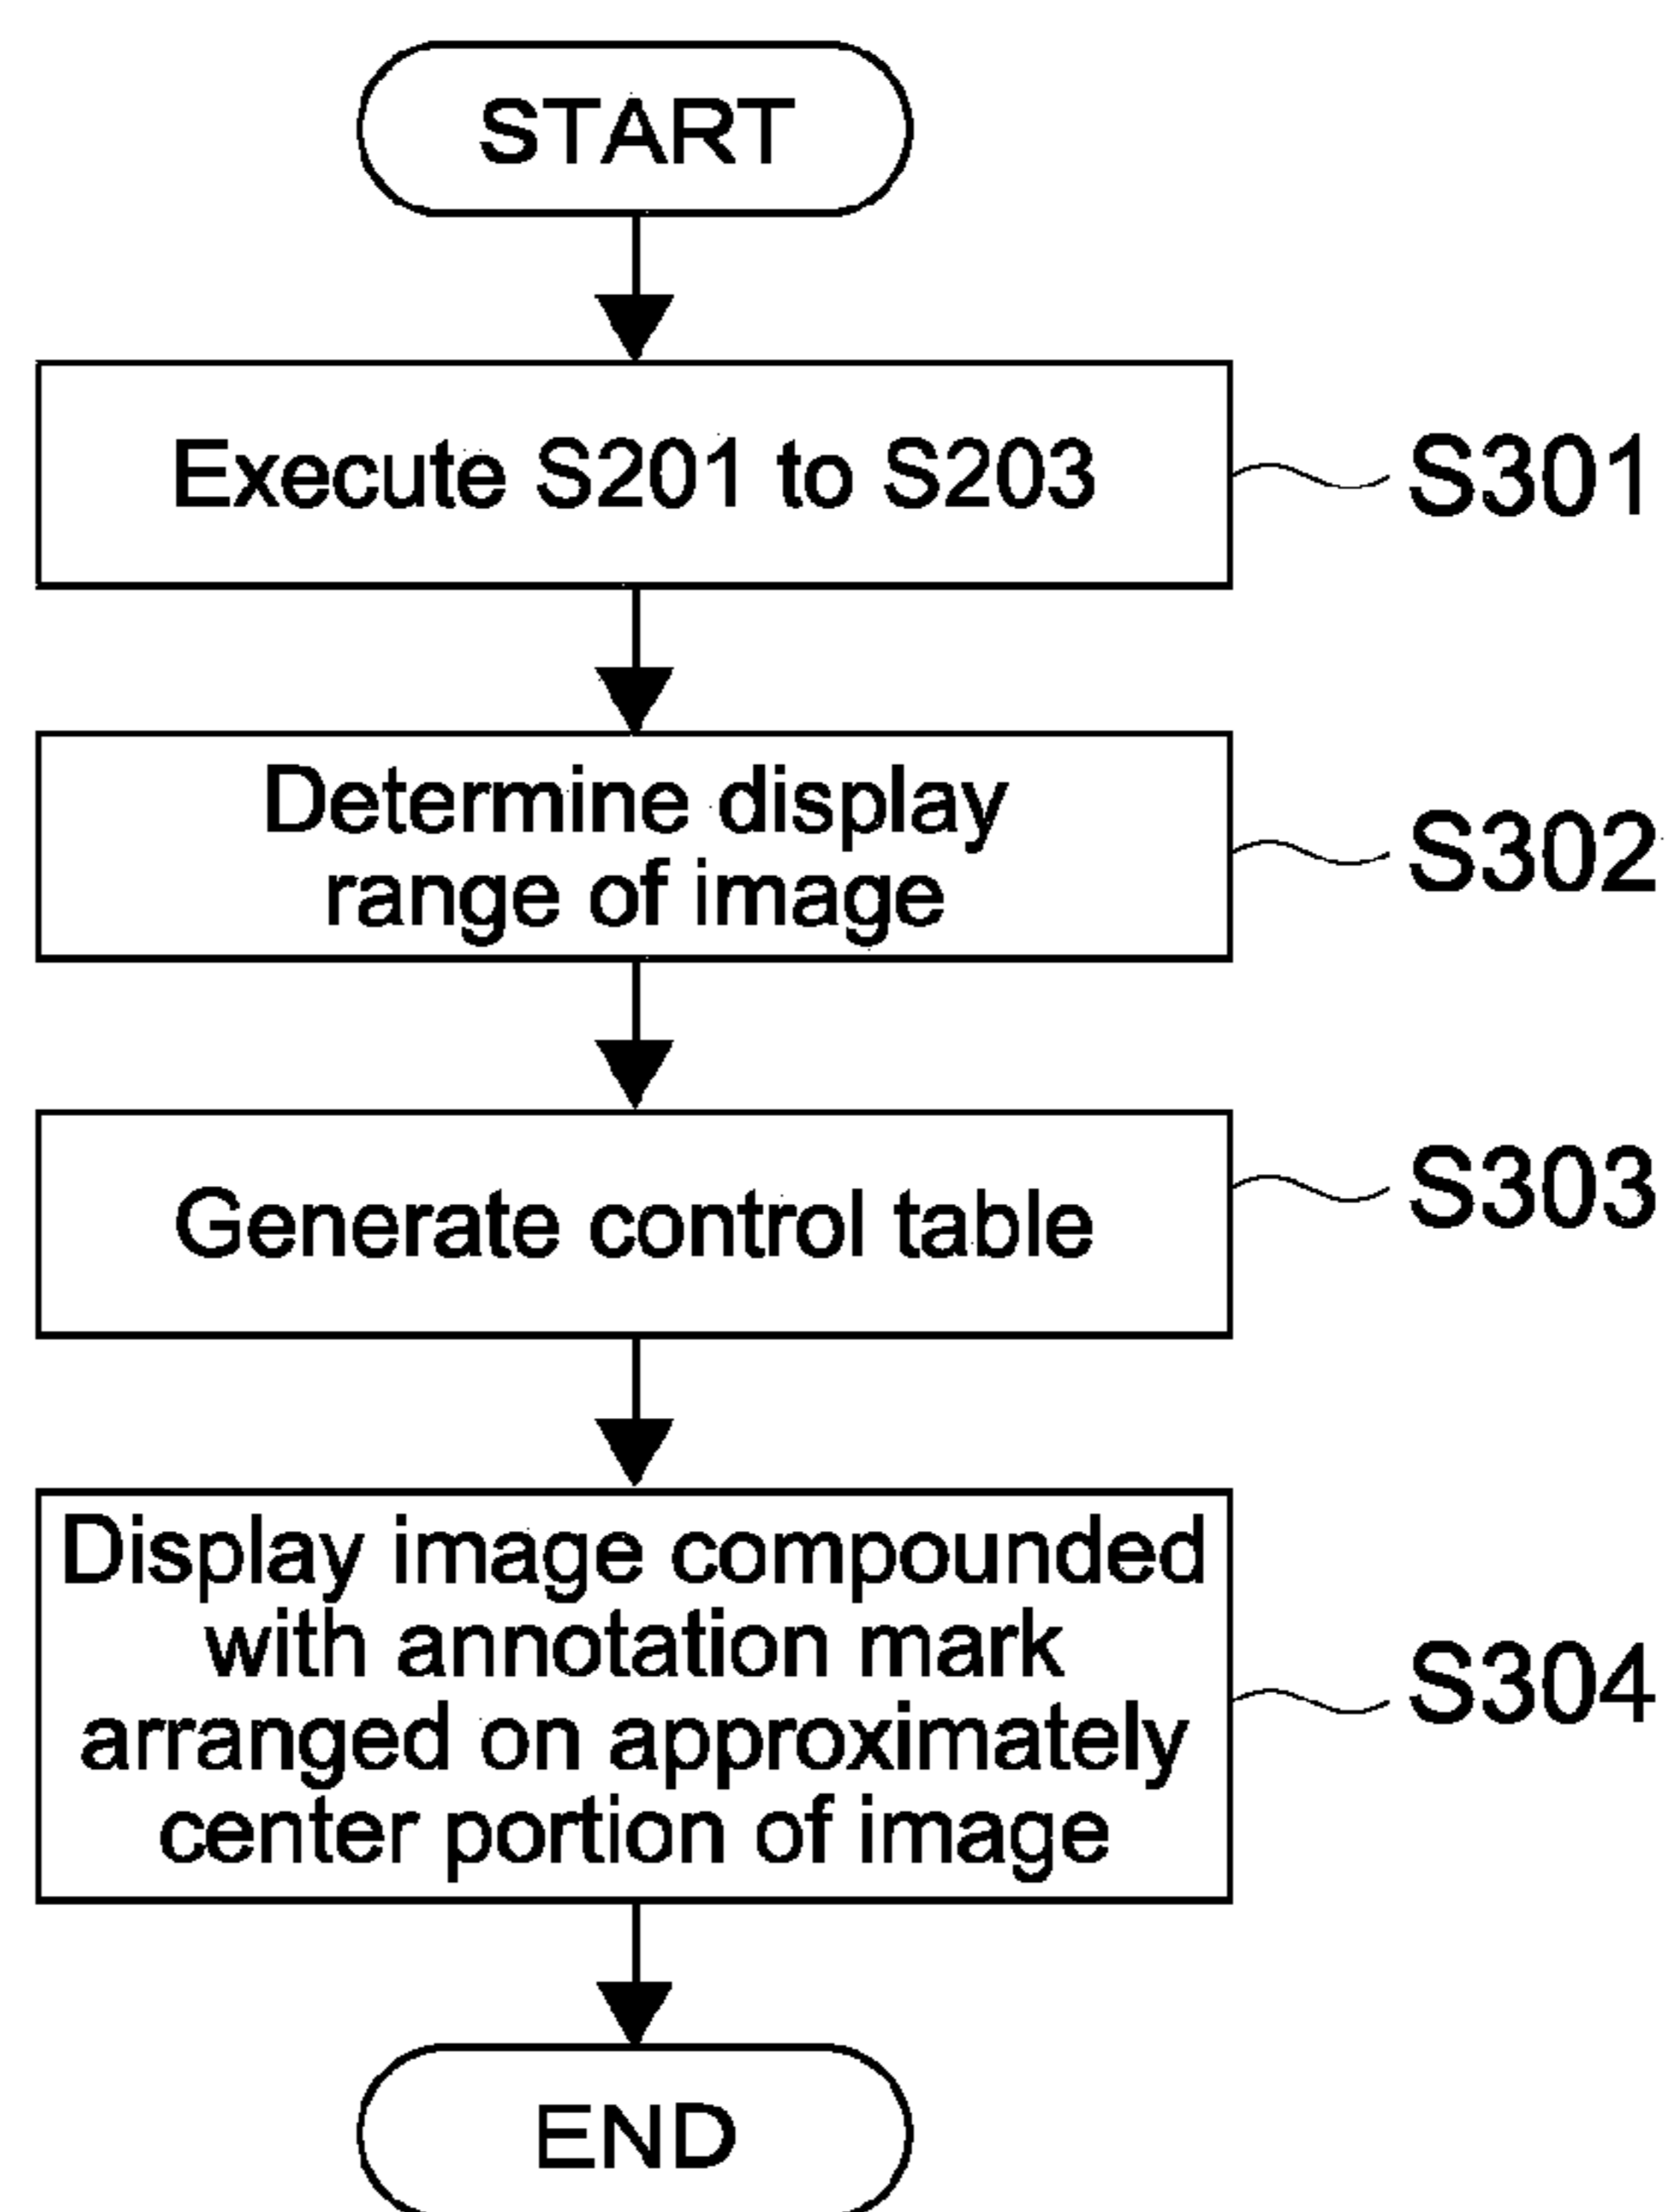 START
Execute S201 to S203
S301
Determine display
range of image
S302
Generate control table
S303
Display image compounded
with annotation mark
arranged on approximately
center portion of image
S304
END